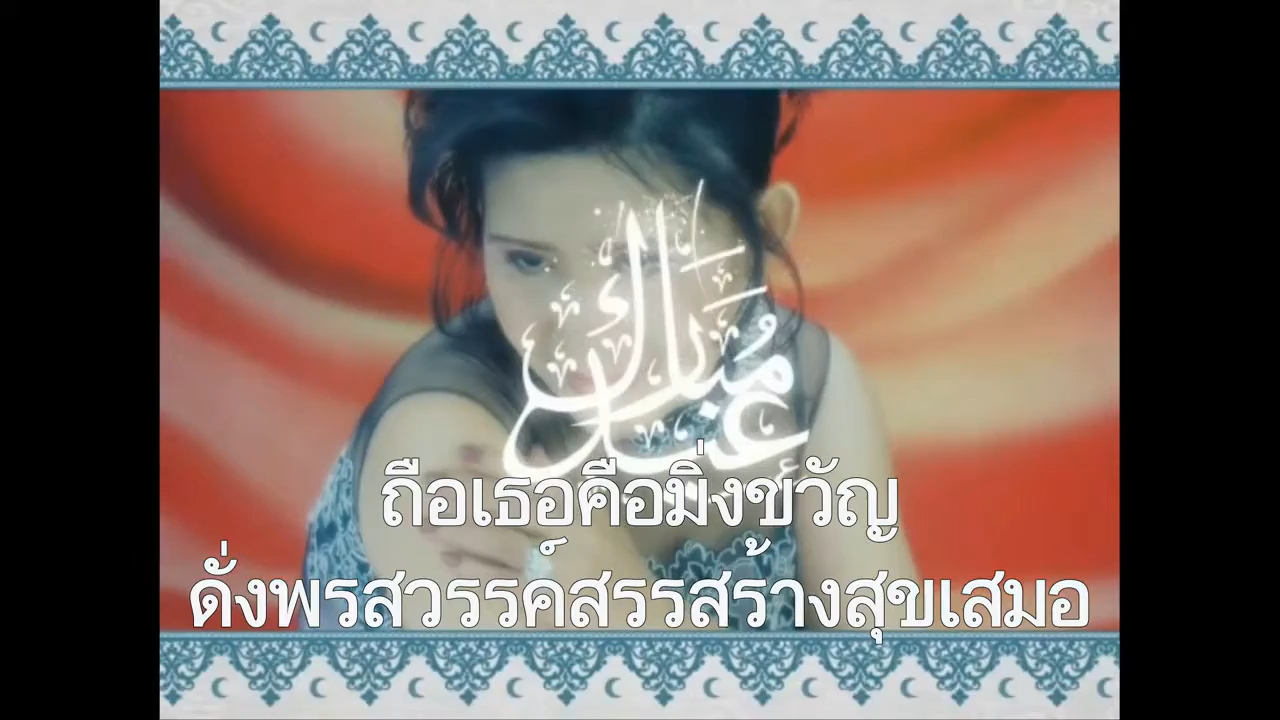 عيد مُبارك
ถือเธอคือมิ่งขวัญ
ดั่งพรสวรรค์สรรสร้างสุขเสมอ